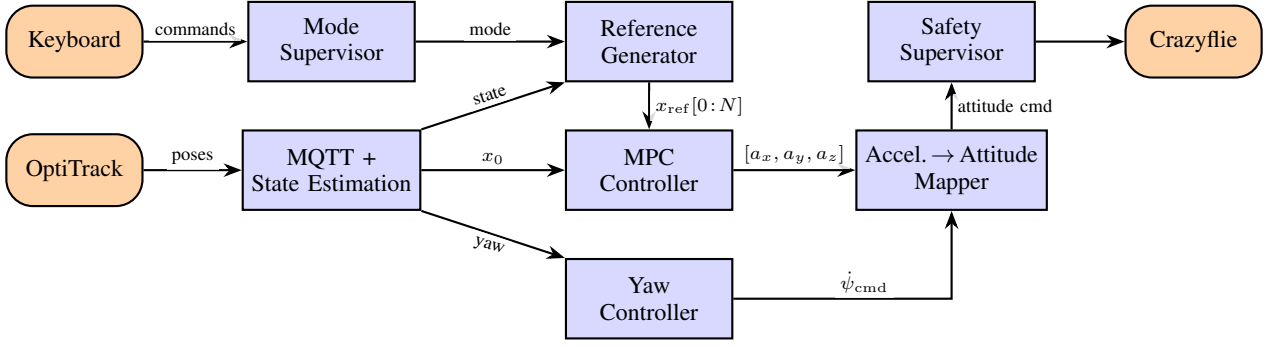 Keyboard
commands
Mode
Supervisor
mode
Reference
Generator
Safety
Supervisor
Crazyflie
state
x_ref[0 : N]
attitude cmd
OptiTrack
poses
MQTT +
State Estimation
x_0
MPC
Controller
[a_x, a_y, a_z]
Accel. → Attitude
Mapper
yaw
Yaw
Controller
ψ̇_cmd